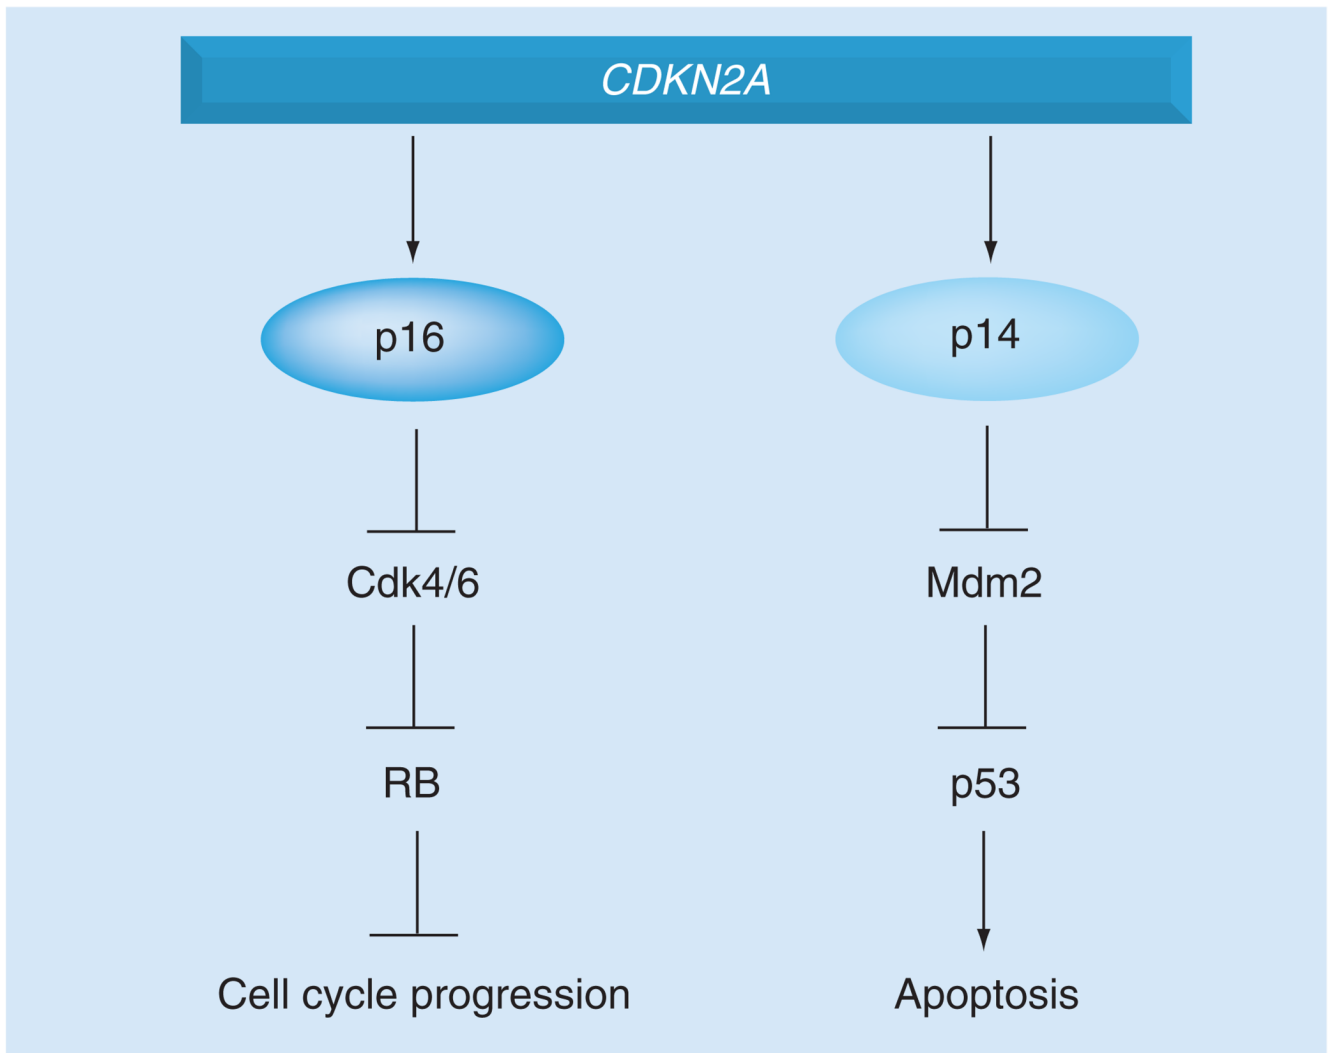 CDKN2A
p16
p14
Cdk4/6
Mdm2
RB
p53
Cell cycle progression
Apoptosis